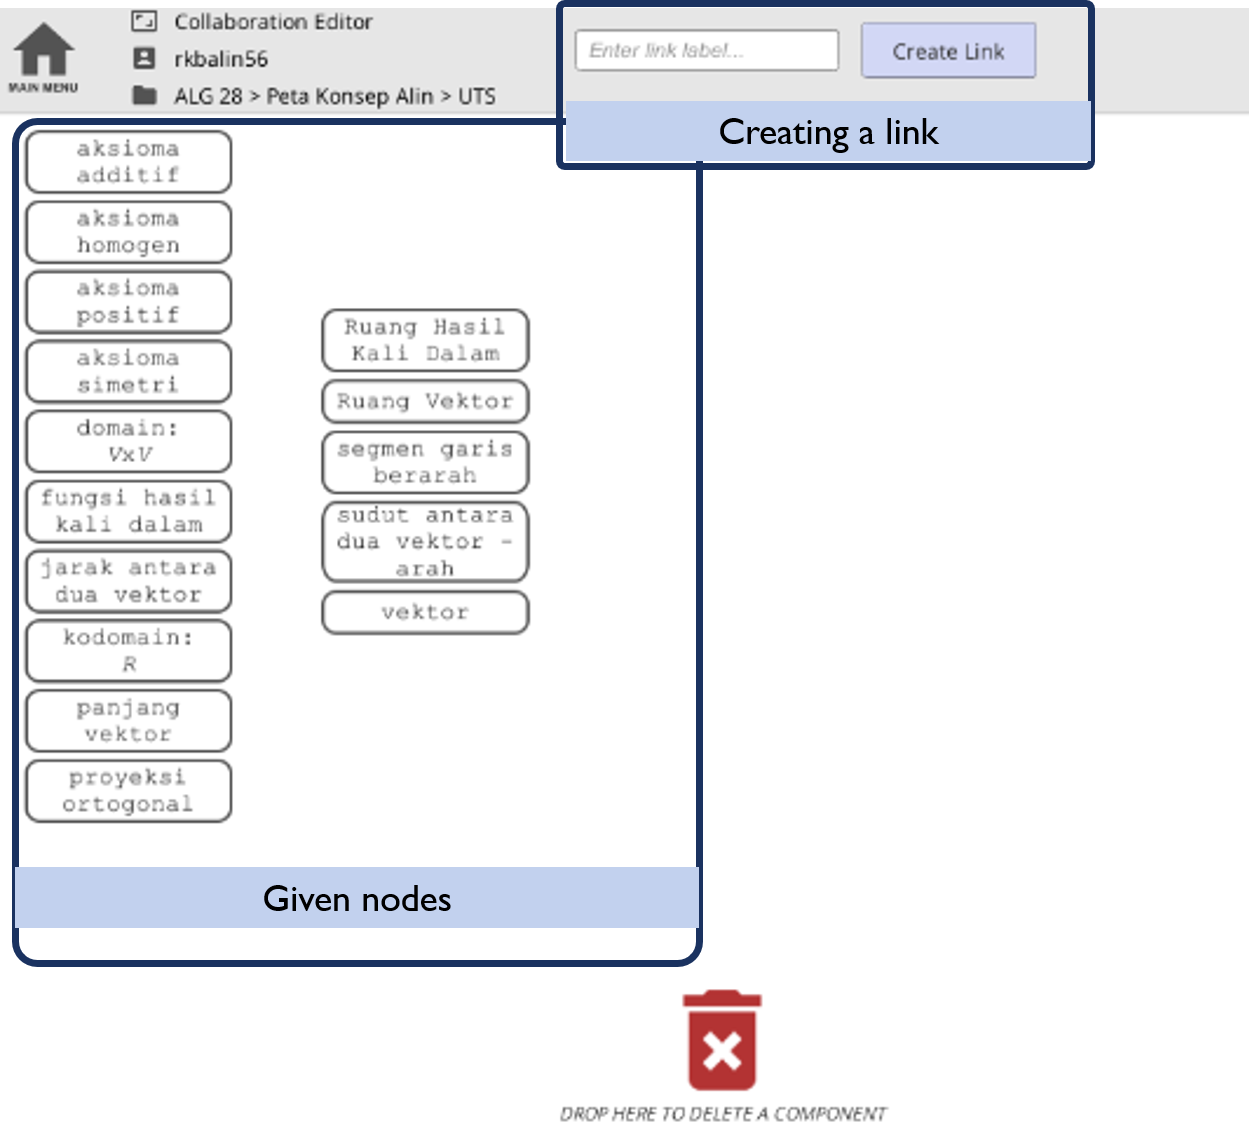 Collaboration Editor
MAIN MENU
rkbalin56
ALG 28 > Peta Konsep Alin > UTS
Enter link label...
Create Link
Creating a link
aksioma
additif
aksioma
homogen
aksioma
positif
aksioma
simetri
domain:
VxV
fungsi hasil
kali dalam
jarak antara
dua vektor
kodomain:
R
panjang
vektor
proyeksi
ortogonal
Ruang Hasil
Kali Dalam
Ruang Vektor
segmen garis
berarah
sudut antara
dua vektor -
arah
vektor
Given nodes
DROP HERE TO DELETE A COMPONENT